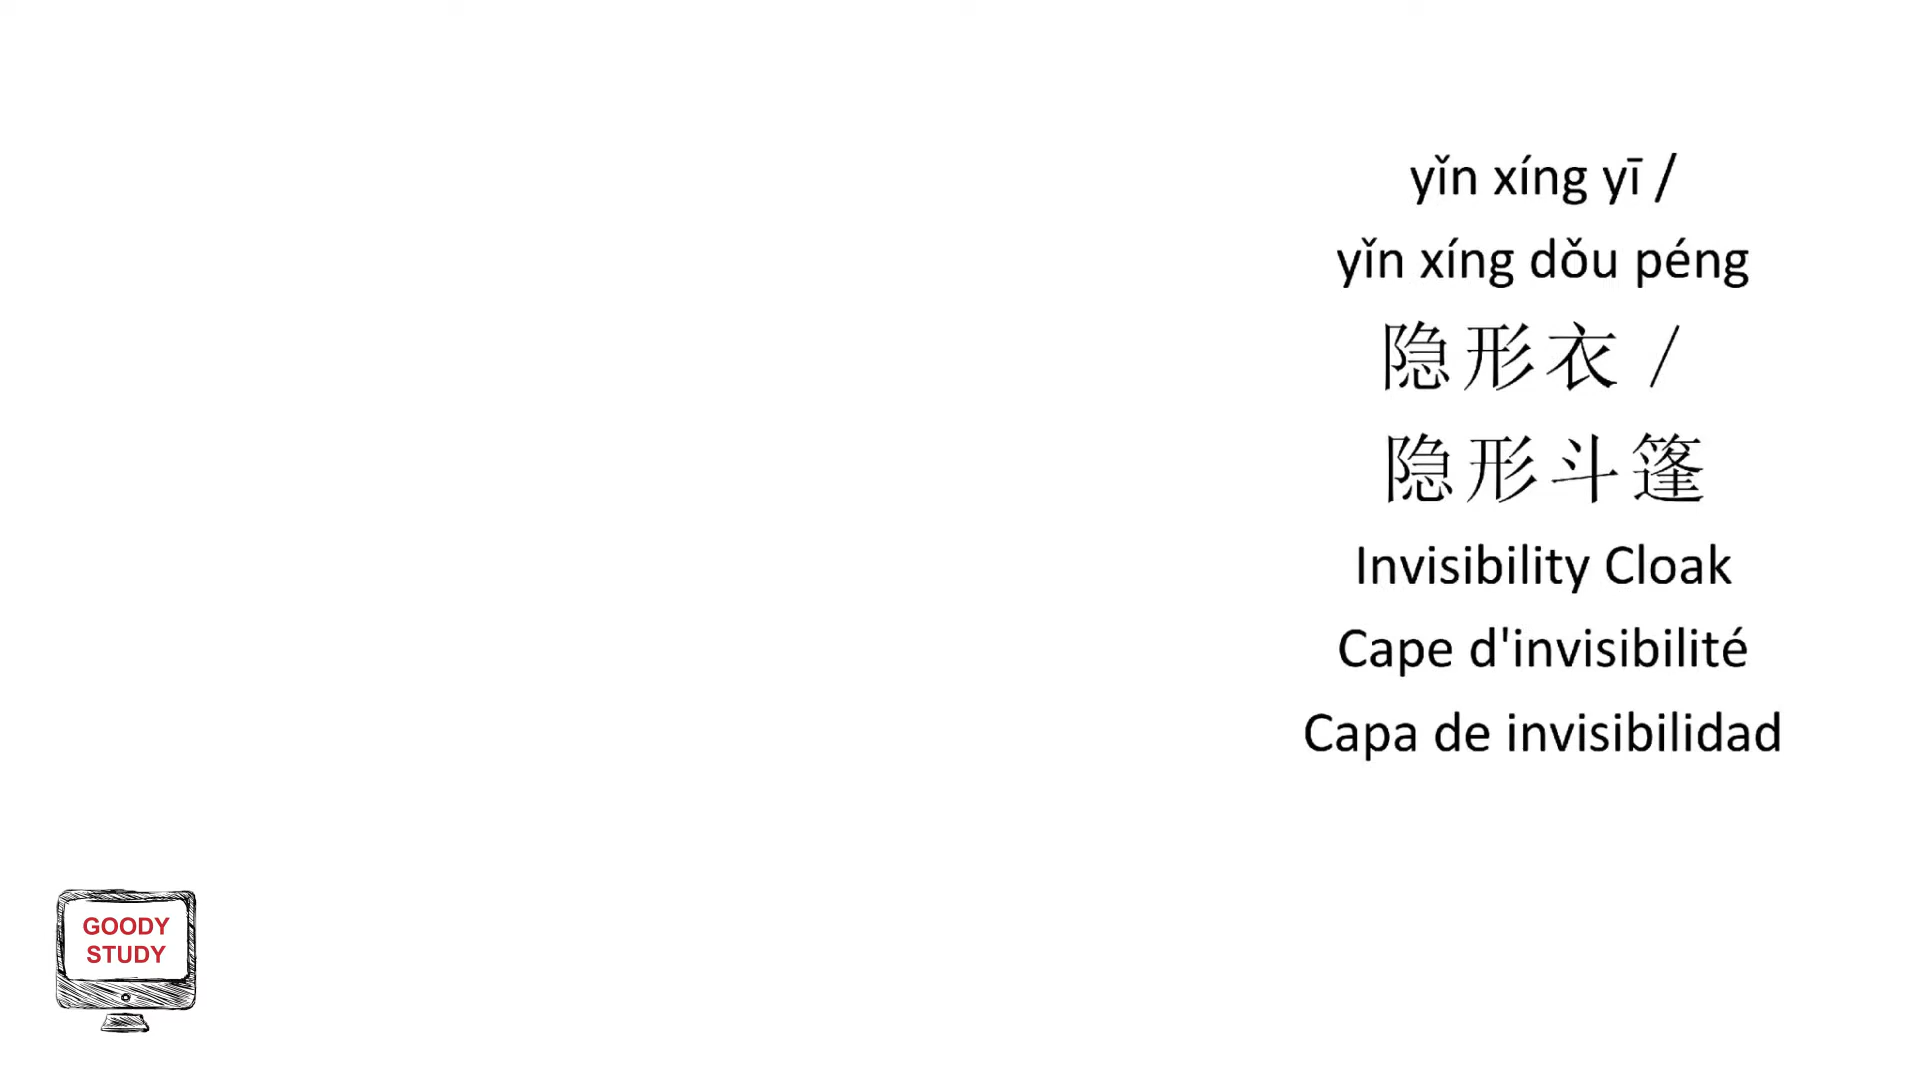 yǐn xíng yī /
yǐn xíng dǒu péng
隐形衣 /
隐形斗篷
Invisibility Cloak
Cape d'invisibilité
Capa de invisibilidad
GOODY
STUDY